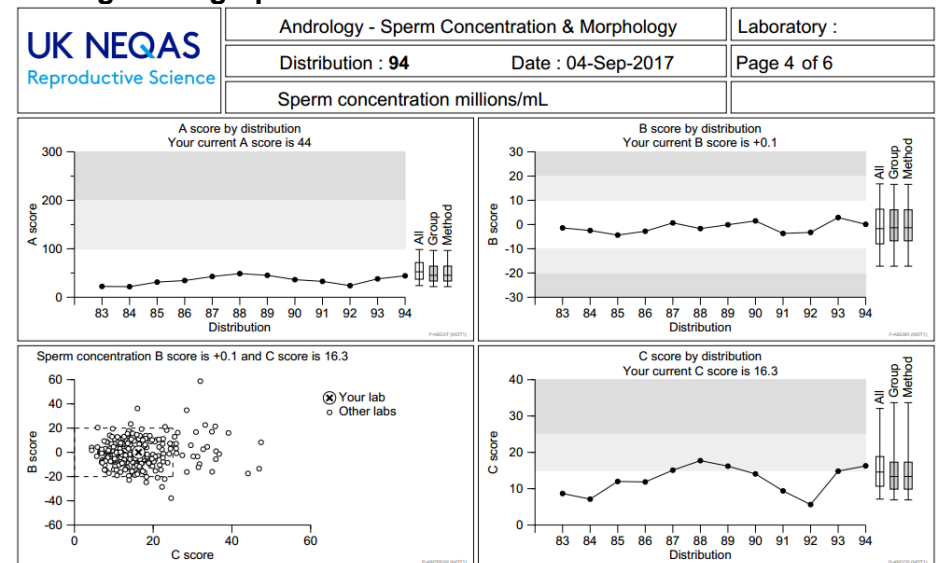 UK NEQAS
Reproductive Science
Andrology - Sperm Concentration & Morphology
Laboratory :
Distribution : 94
Date : 04-Sep-2017
Page 4 of 6
Sperm concentration millions/mL
A score by distribution
Your current A score is 44
300
200
100
0
A score
83 84 85 86 87 88 89 90 91 92 93 94
Distribution
All
Group
Method
B score by distribution
Your current B score is +0.1
30
20
10
0
-10
-20
-30
B score
83 84 85 86 87 88 89 90 91 92 93 94
Distribution
All
Group
Method
Sperm concentration B score is +0.1 and C score is 16.3
60
40
20
0
-20
-40
-60
B score
0 20 40 60
C score
Your lab
Other labs
C score by distribution
Your current C score is 16.3
40
30
20
10
0
C score
83 84 85 86 87 88 89 90 91 92 93 94
Distribution
All
Group
Method